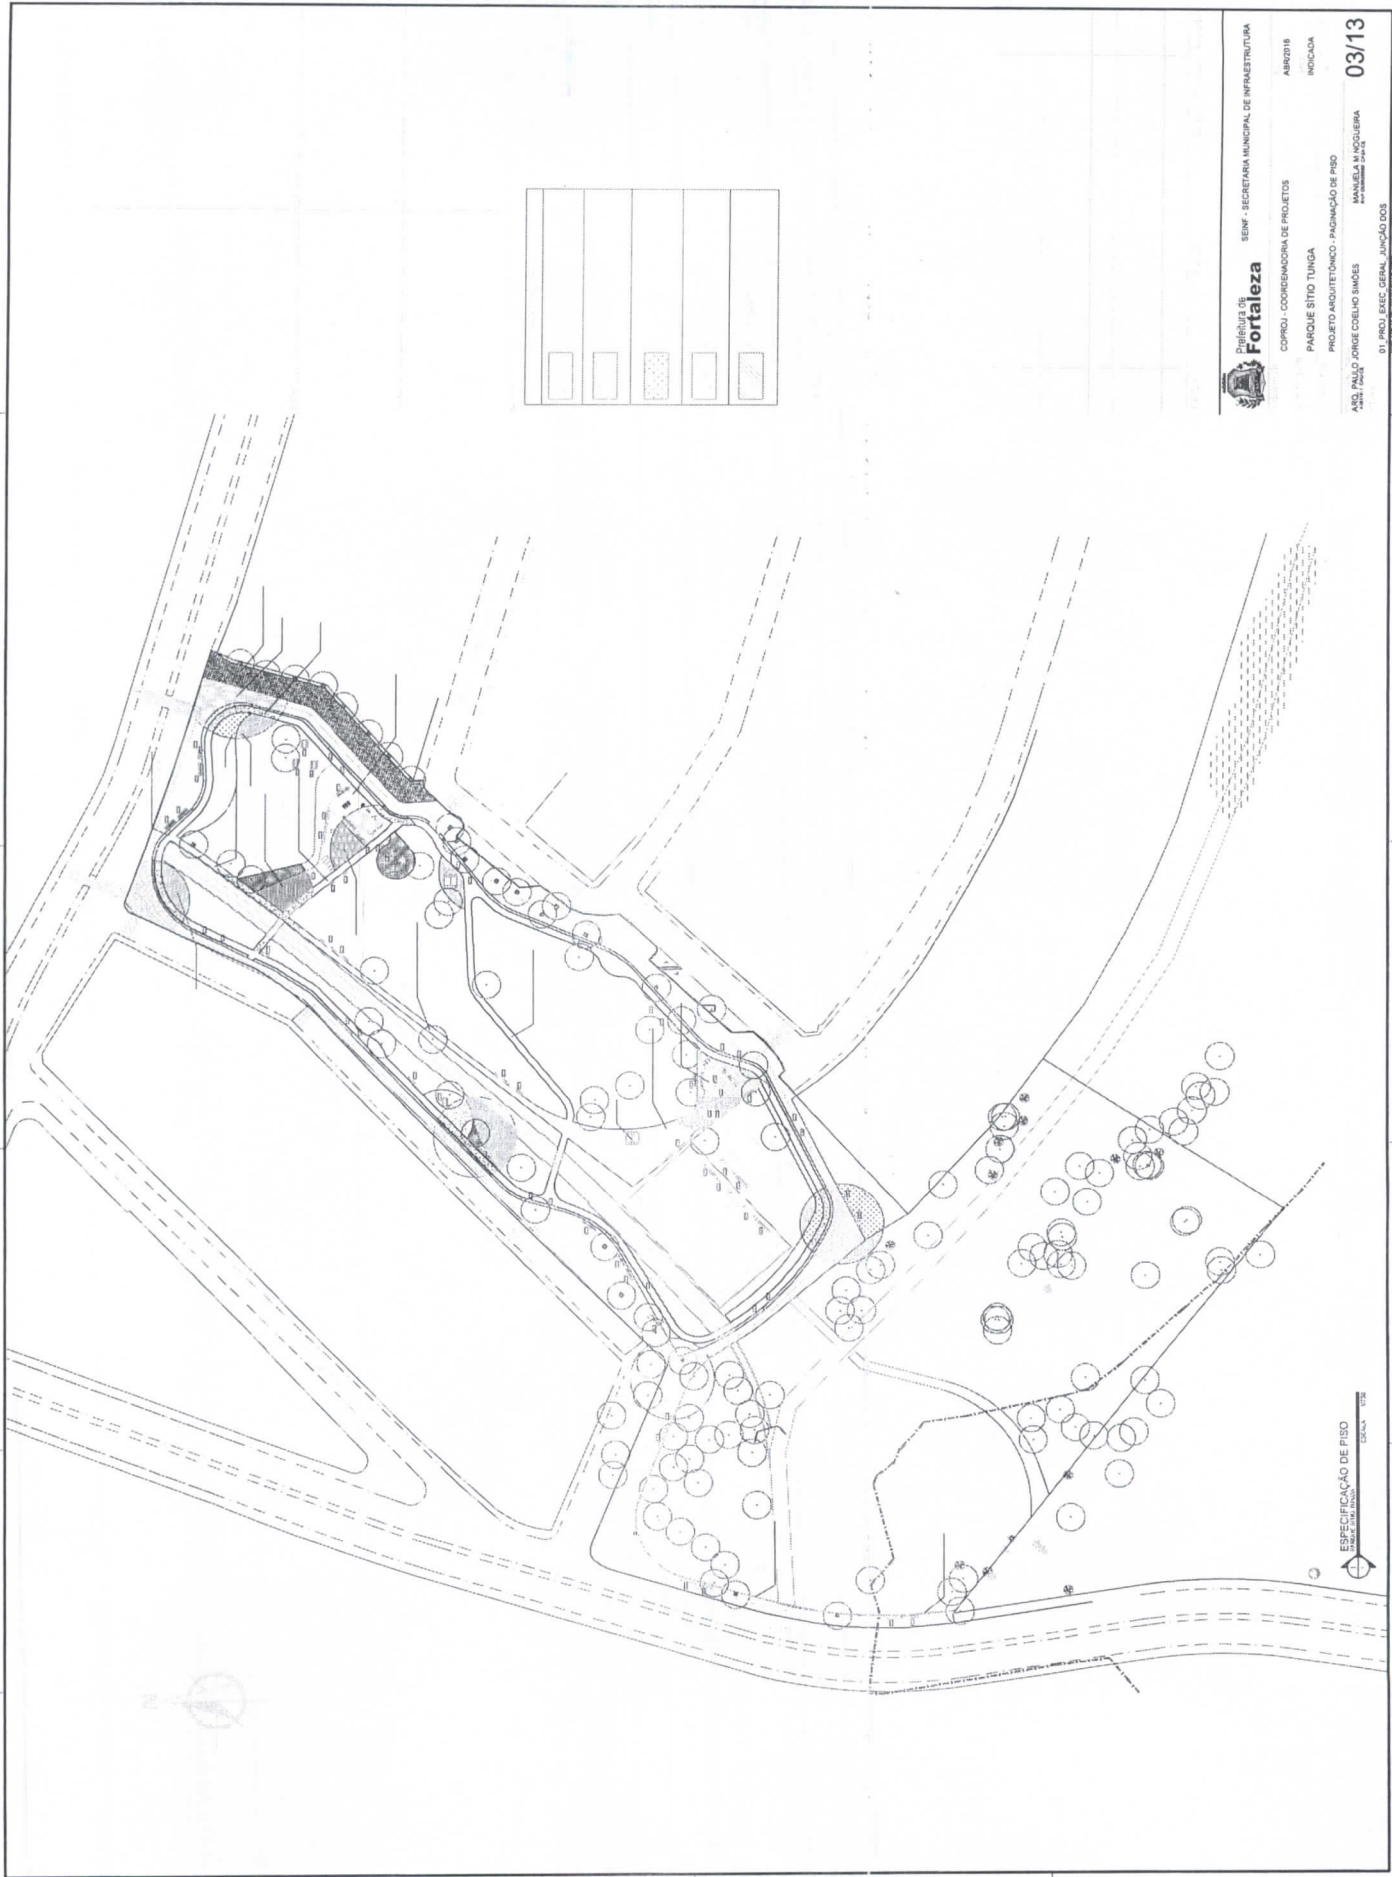 Prefeitura de
Fortaleza
SEINF - SECRETARIA MUNICIPAL DE INFRAESTRUTURA
COPROJ - COORDENADORIA DE PROJETOS
ABR/2016
PARQUE SÍTIO TUNGA
INDICADA
PROJETO ARQUITETÔNICO - PAGINAÇÃO DE PISO
ARQ. PAULO JORGE COELHO SIMÕES
MANUELA M NOGUEIRA
03/13
01_PROJ_EXEC_GERAL_JUNÇÃO DOS
ESPECIFICAÇÃO DE PISO
ESCALA
N